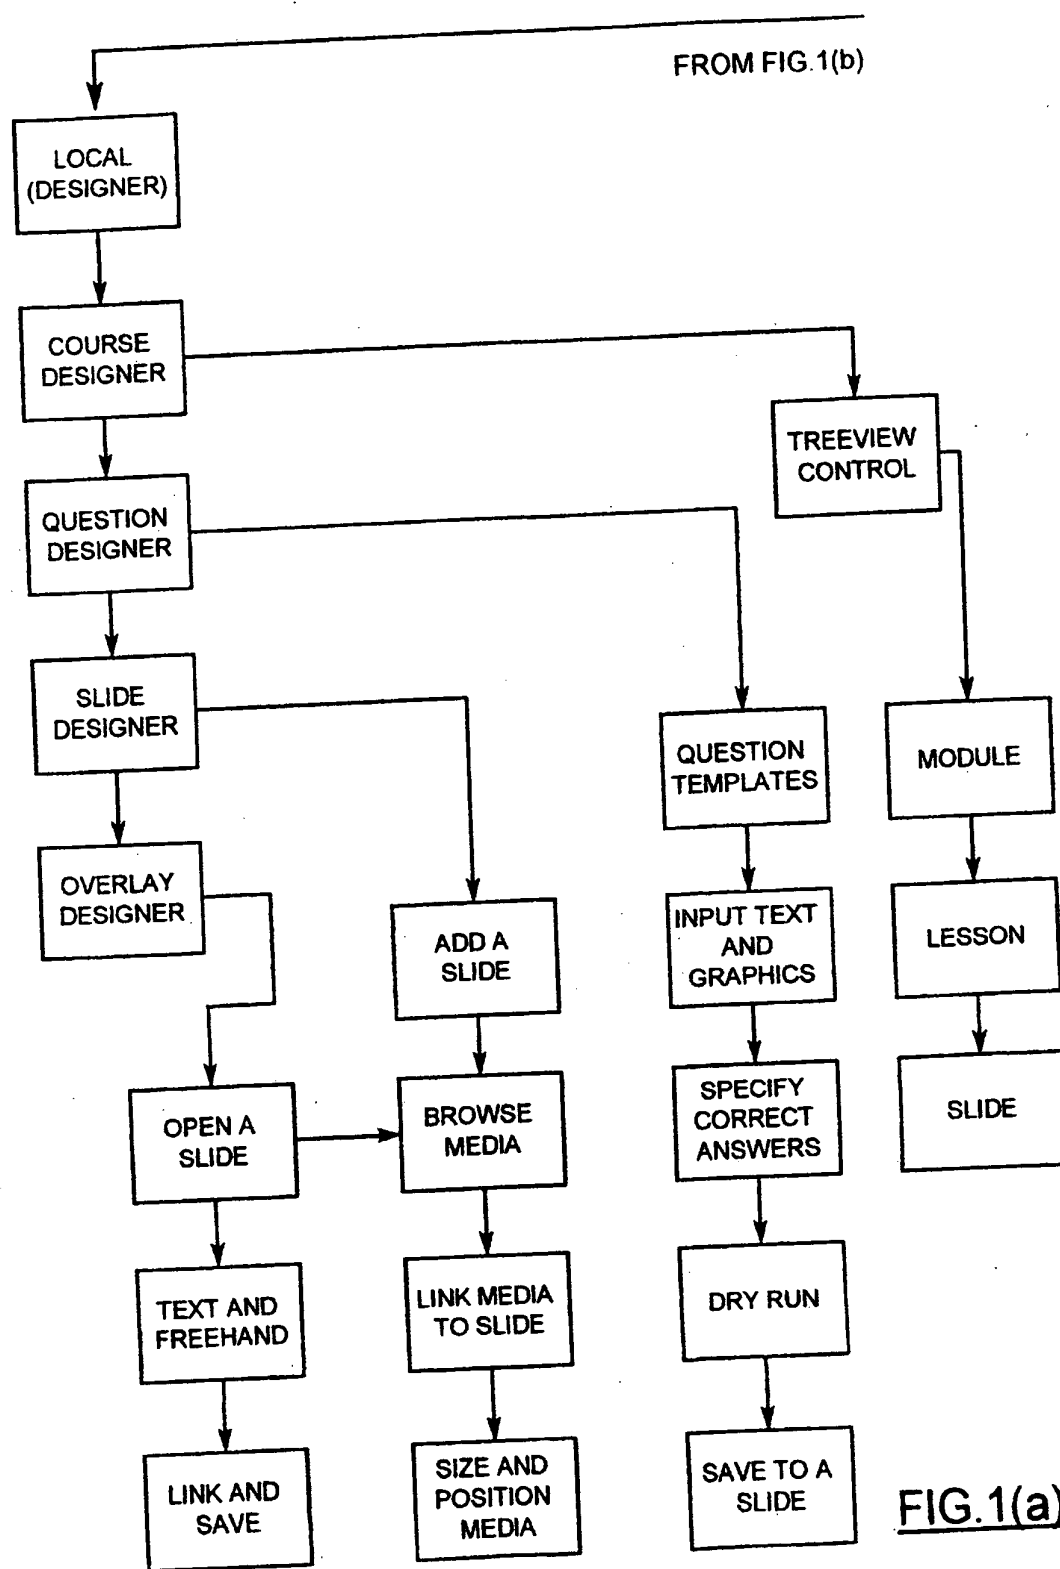 FROM FIG.1(b)
LOCAL
(DESIGNER)
COURSE
DESIGNER
TREEVIEW
CONTROL
QUESTION
DESIGNER
SLIDE
DESIGNER
QUESTION
TEMPLATES
MODULE
OVERLAY
DESIGNER
ADD A
SLIDE
INPUT TEXT
AND
GRAPHICS
LESSON
OPEN A
SLIDE
BROWSE
MEDIA
SPECIFY
CORRECT
ANSWERS
SLIDE
TEXT AND
FREEHAND
LINK MEDIA
TO SLIDE
DRY RUN
LINK AND
SAVE
SIZE AND
POSITION
MEDIA
SAVE TO A
SLIDE
FIG.1(a)